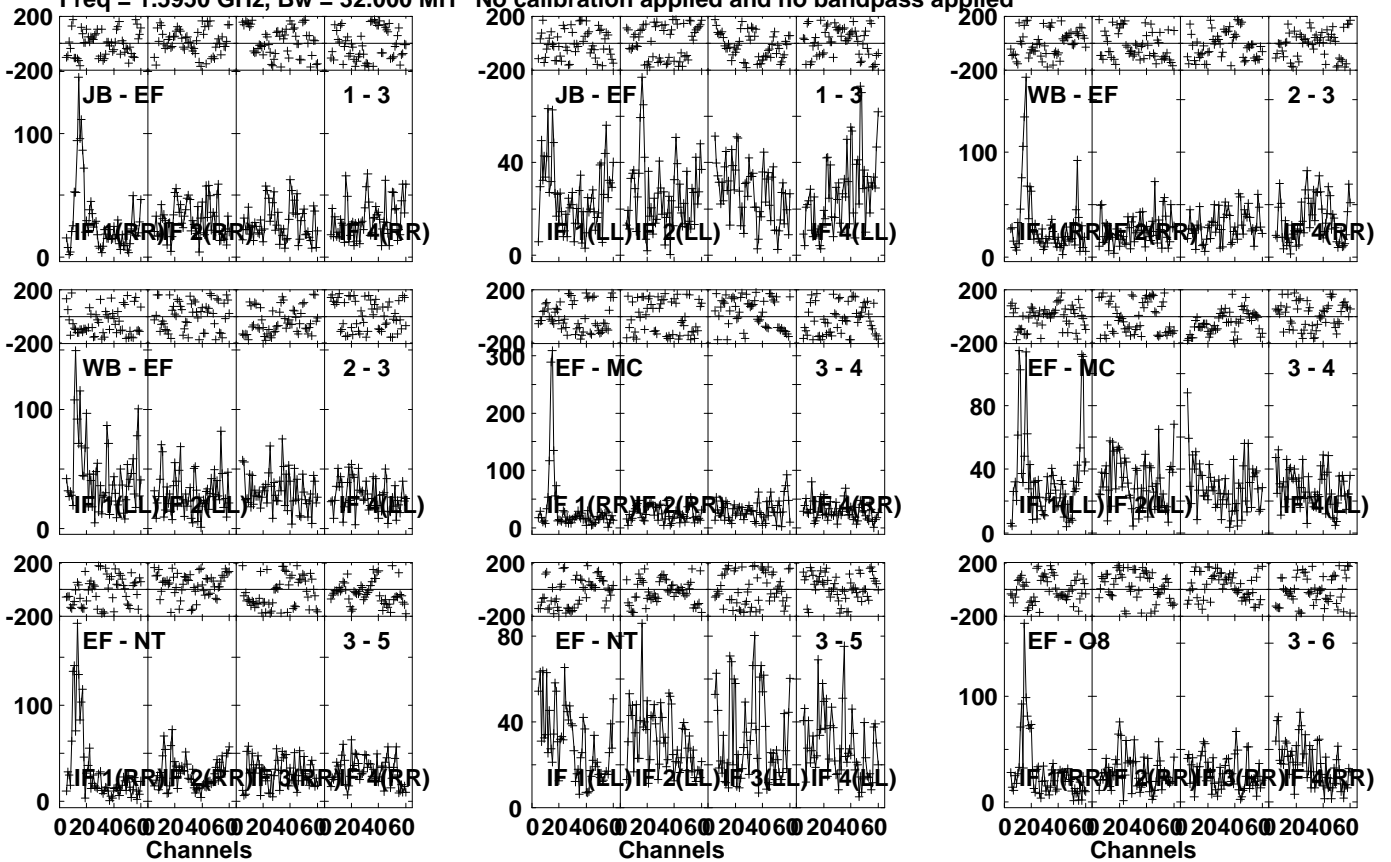 Freq = 1.5950 GHz, Bw = 32.000 MH No calibration applied and no bandpass applied
200
-200
JB - EF 1 - 3
100
0
IF 1(RR) IF 2(RR) IF 4(RR)
200
-200
JB - EF 1 - 3
40
0
IF 1(LL) IF 2(LL) IF 4(LL)
200
-200
WB - EF 2 - 3
100
0
IF 1(RR) IF 2(RR) IF 4(RR)
200
-200
WB - EF 2 - 3
100
0
IF 1(LL) IF 2(LL) IF 4(LL)
200
-200
300
EF - MC 3 - 4
200
100
0
IF 1(RR) IF 2(RR) IF 4(RR)
200
-200
EF - MC 3 - 4
80
40
0
IF 1(LL) IF 2(LL) IF 4(LL)
200
-200
EF - NT 3 - 5
100
0
IF 1(RR) IF 2(RR) IF 3(RR) IF 4(RR)
0 20 40 60 0 20 40 60 0 20 40 60 0 20 40 60
Channels
200
-200
80
EF - NT 3 - 5
40
0
IF 1(LL) IF 2(LL) IF 3(LL) IF 4(LL)
0 20 40 60 0 20 40 60 0 20 40 60 0 20 40 60
Channels
200
-200
EF - O8 3 - 6
100
0
IF 1(RR) IF 2(RR) IF 3(RR) IF 4(RR)
0 20 40 60 0 20 40 60 0 20 40 60 0 20 40 60
Channels